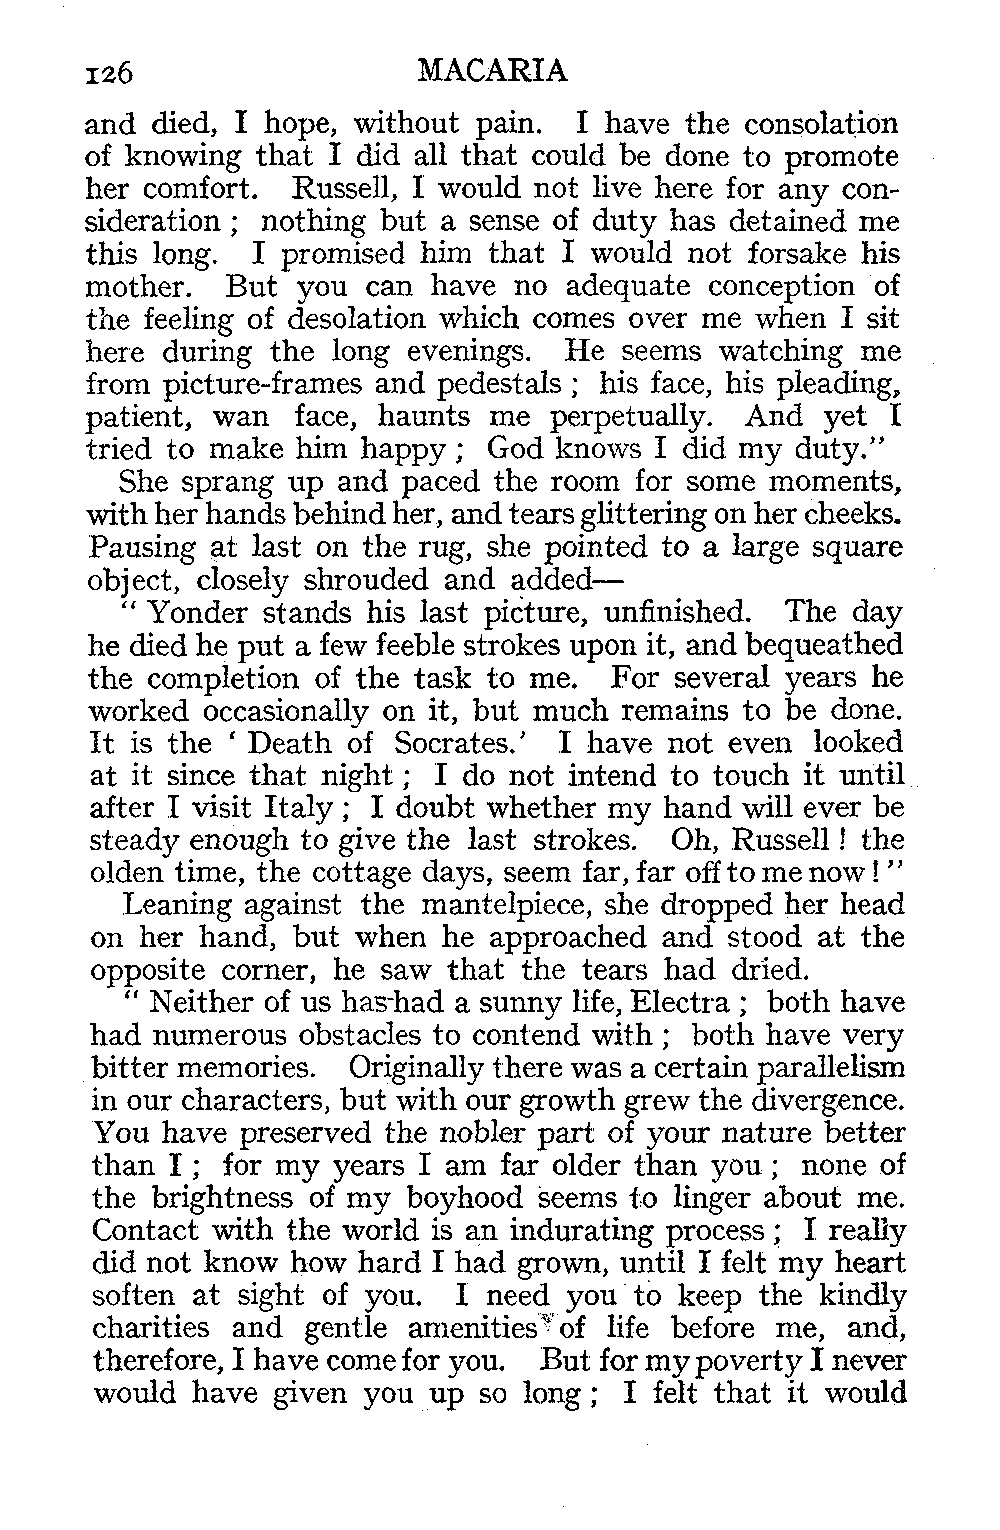 126 MACARIA
and died, I hope, without pain. I have the consolation
of knowing that I did all that could be done to promote
her comfort. Russell, I would not live here for any con-
sideration ; nothing but a sense of duty has detained me
this long. I promised him that I would not forsake his
mother. But you can have no adequate conception of
the feeling of desolation which comes over me when I sit
here during the long evenings. He seems watching me
from picture-frames and pedestals ; his face, his pleading,
patient, wan face, haunts me perpetually. And yet I
tried to make him happy ; God knows I did my duty."
She sprang up and paced the room for some moments,
with her hands behind her, and tears glittering on her cheeks.
Pausing at last on the rug, she pointed to a large square
object, closely shrouded and added—
" Yonder stands his last picture, unfinished. The day
he died he put a few feeble strokes upon it, and bequeathed
the completion of the task to me. For several years he
worked occasionally on it, but much remains to be done.
It is the ' Death of Socrates.' I have not even looked
at it since that night ; I do not intend to touch it until
after I visit Italy ; I doubt whether my hand will ever be
steady enough to give the last strokes. Oh, Russell ! the
olden time, the cottage days, seem far, far off to me now ! "
Leaning against the mantelpiece, she dropped her head
on her hand, but when he approached and stood at the
opposite corner, he saw that the tears had dried.
" Neither of us has had a sunny life, Electra ; both have
had numerous obstacles to contend with ; both have very
bitter memories. Originally there was a certain parallelism
in our characters, but with our growth grew the divergence.
You have preserved the nobler part of your nature better
than I ; for my years I am far older than you ; none of
the brightness of my boyhood seems to linger about me.
Contact with the world is an indurating process ; I really
did not know how hard I had grown, until I felt my heart
soften at sight of you. I need you to keep the kindly
charities and gentle amenities of life before me, and,
therefore, I have come for you. But for my poverty I never
would have given you up so long ; I felt that it would